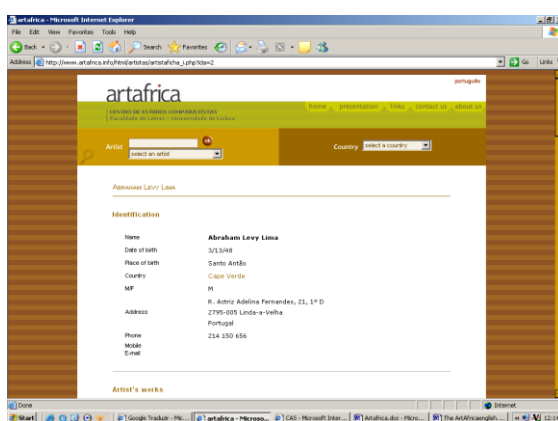 artafrica - Microsoft Internet Explorer
File Edit View Favorites Tools Help
Back Search Favorites
Address http://www.artafrica.info/html/artistas/artistaficha_i.php?ida=2 Go Links
português
artafrica
CENTRO DE ESTUDOS COMPARATISTAS
Faculdade de Letras - Universidade de Lisboa
home presentation links contact us about us
Artist ok
select an artist
Country select a country
ABRAHAM LEVY LIMA
Identification
Name Abraham Levy Lima
Date of birth 3/13/48
Place of birth Santo Antão
Country Cape Verde
M/F M
R. Actriz Adelina Fernandes, 21, 1º D
Address 2795-005 Linda-a-Velha
Portugal
Phone 214 150 656
Mobile
E-mail
Artist's works
Done Internet
Start Google Tradutor - Mic... artafrica - Microso... CAS - Microsoft Inter... Artafrica.doc - Micro... The ArtAfricaenglish...